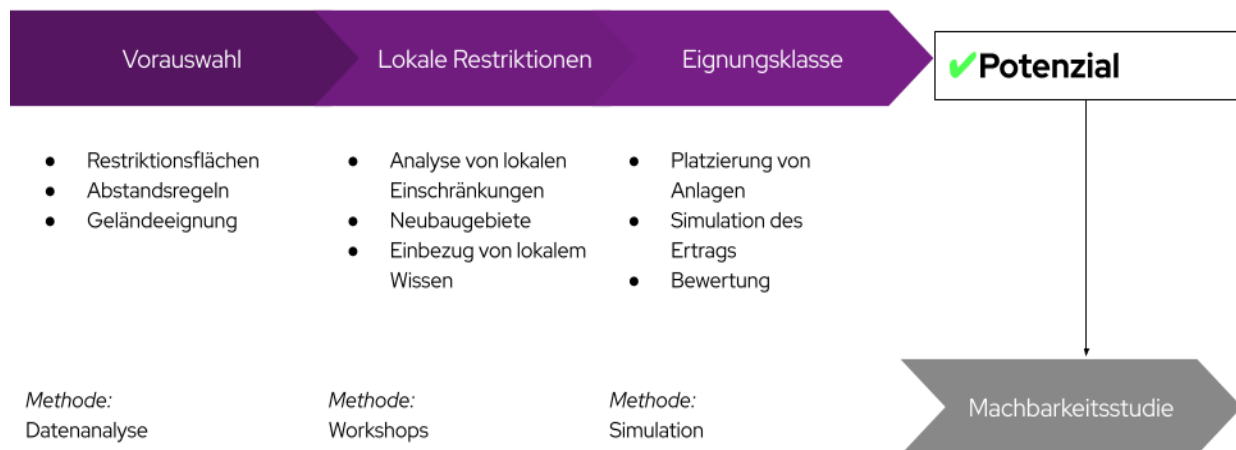 Vorauswahl
Lokale Restriktionen
Eignungsklasse
✔Potenzial
● Restriktionsflächen
● Abstandsregeln
● Geländeeignung
● Analyse von lokalen
Einschränkungen
● Neubaugebiete
● Einbezug von lokalem
Wissen
● Platzierung von
Anlagen
● Simulation des
Ertrags
● Bewertung
Methode:
Datenanalyse
Methode:
Workshops
Methode:
Simulation
Machbarkeitsstudie